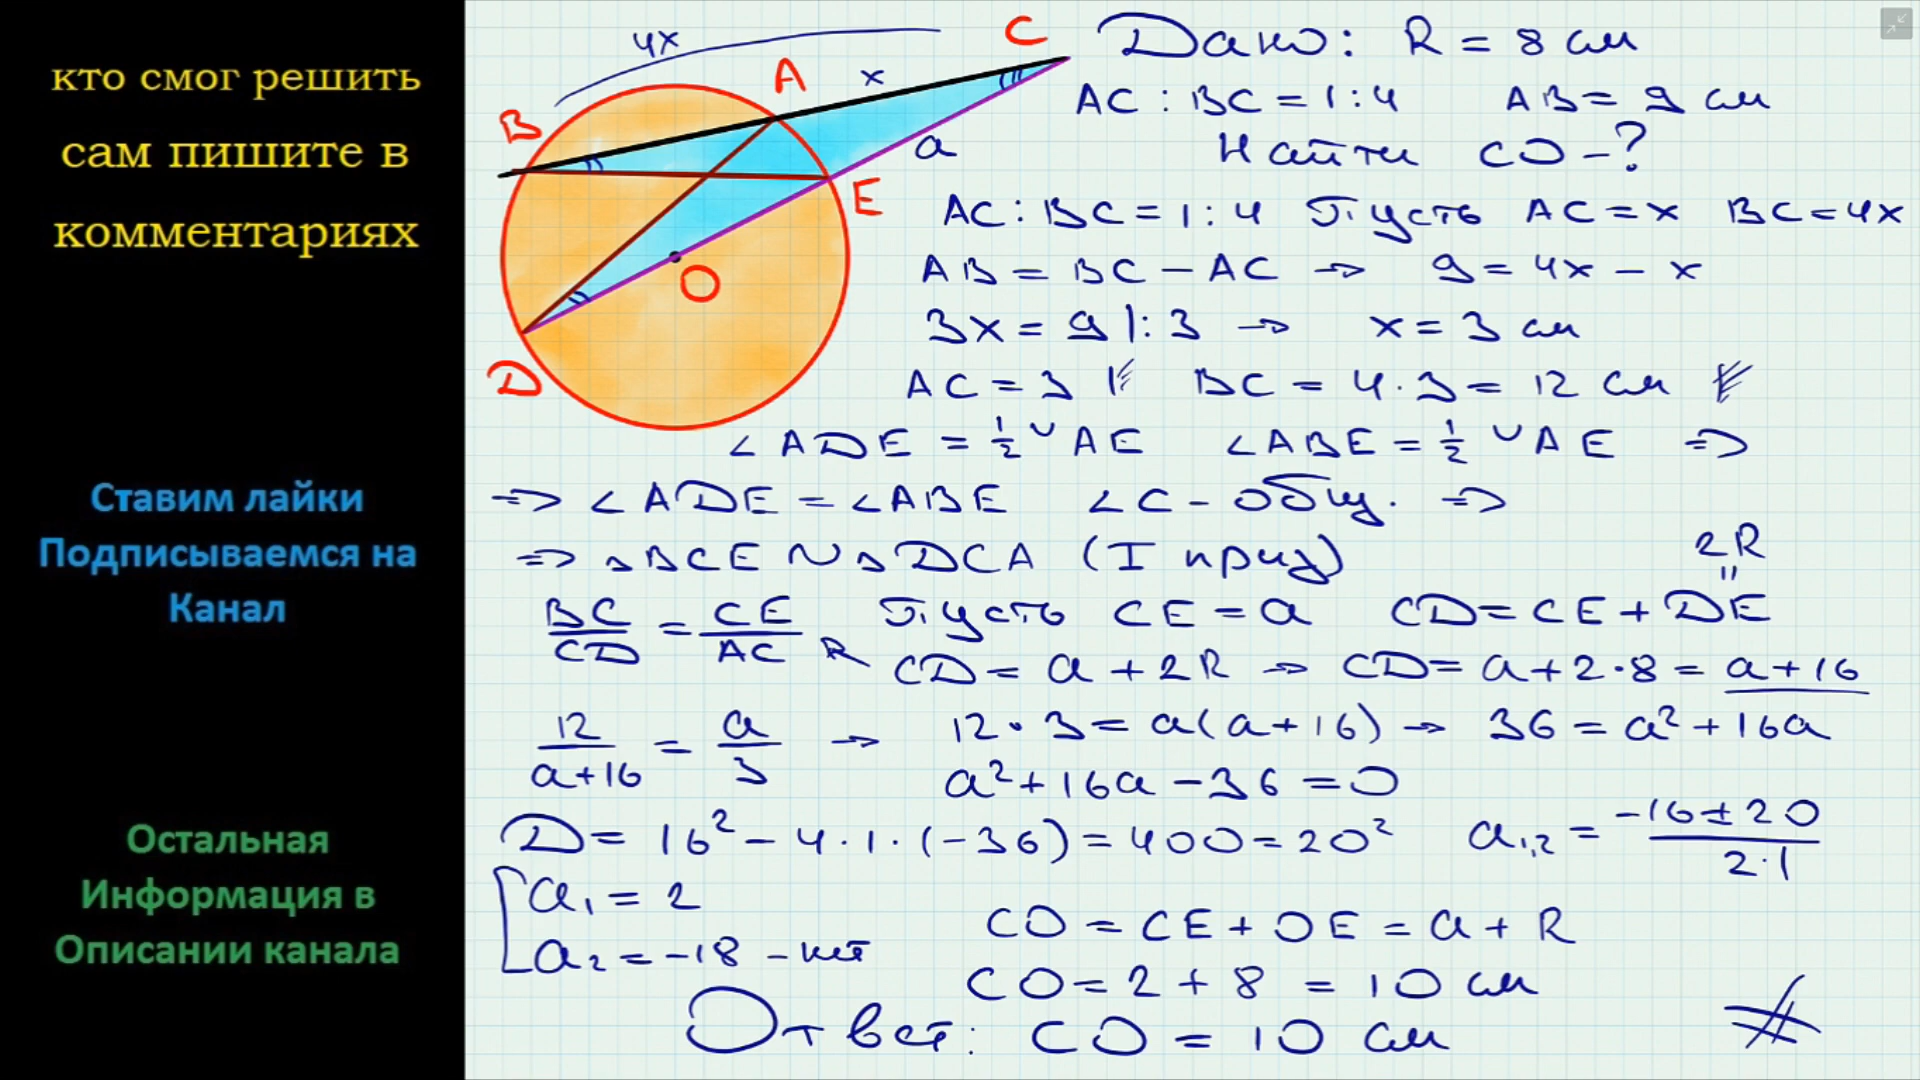 кто смог решить
сам пишите в
комментариях
Ставим лайки
Подписываемся на
Канал
Остальная
Информация в
Описании канала
4x
B
A
x
C
a
E
O
D
Дано: R = 8 см
AC : BC = 1 : 4 AB = 9 см
Найти CO - ?
AC : BC = 1 : 4 Пусть AC = x BC = 4x
AB = BC - AC → 9 = 4x - x
3x = 9 |: 3 → x = 3 см
AC = 3 BC = 4 · 3 = 12 см
∠ADE = 1/2 ◡AE ∠ABE = 1/2 ◡AE ⇒
⇒ ∠ADE = ∠ABE ∠C - общ. ⇒
⇒ △BCE ~ △DCA (I призн)
2R
"
BC/CD = CE/AC R Пусть CE = a CD = CE + DE
CD = a + 2R → CD = a + 2·8 = a + 16
12/(a+16) = a/3 → 12 · 3 = a(a+16) → 36 = a² + 16a
a² + 16a - 36 = 0
D = 16² - 4·1·(-36) = 400 = 20² a₁,₂ = (-16 ± 20)/(2·1)
a₁ = 2
a₂ = -18 - нет
CO = CE + OE = a + R
CO = 2 + 8 = 10 см
Ответ: CO = 10 см